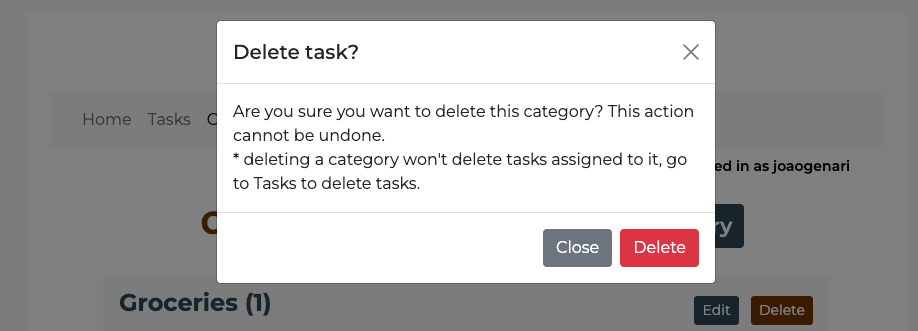 Delete task?
Are you sure you want to delete this category? This action
cannot be undone.
* deleting a category won't delete tasks assigned to it, go
to Tasks to delete tasks.
Close Delete
Home Tasks
in as joaogenari
Groceries (1)
Edit Delete